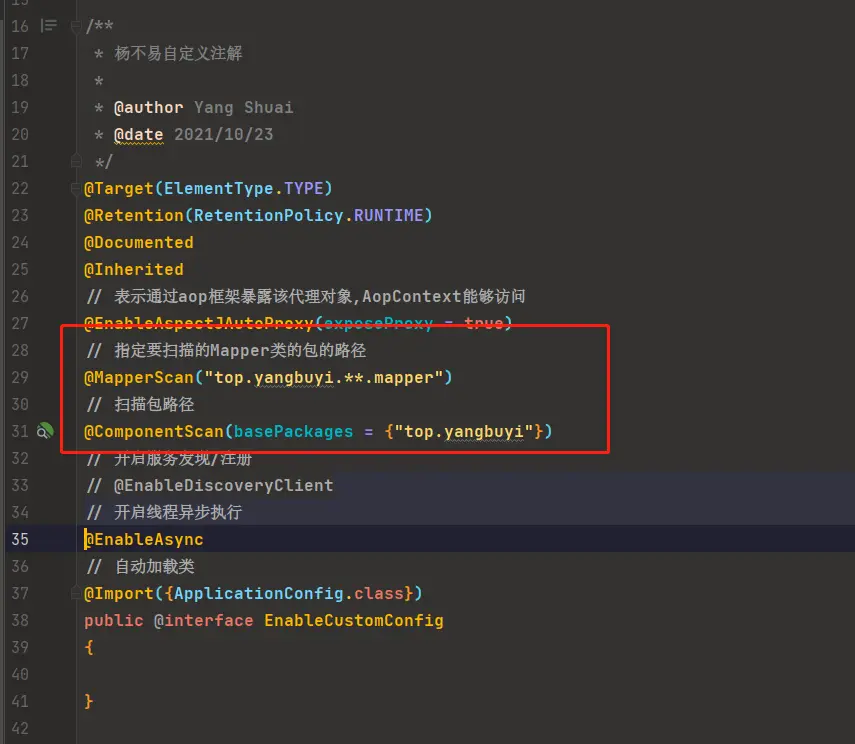 16 /**
17 * 杨不易自定义注解
18 *
19 * @author Yang Shuai
20 * @date 2021/10/23
21 */
22 @Target(ElementType.TYPE)
23 @Retention(RetentionPolicy.RUNTIME)
24 @Documented
25 @Inherited
26 // 表示通过aop框架暴露该代理对象,AopContext能够访问
27 @EnableAspectJAutoProxy(exposeProxy = true)
28 // 指定要扫描的Mapper类的包的路径
29 @MapperScan("top.yangbuyi.**.mapper")
30 // 扫描包路径
31 @ComponentScan(basePackages = {"top.yangbuyi"})
32 // 开启服务发现/注册
33 // @EnableDiscoveryClient
34 // 开启线程异步执行
35 @EnableAsync
36 // 自动加载类
37 @Import({ApplicationConfig.class})
38 public @interface EnableCustomConfig
39 {
40
41 }
42